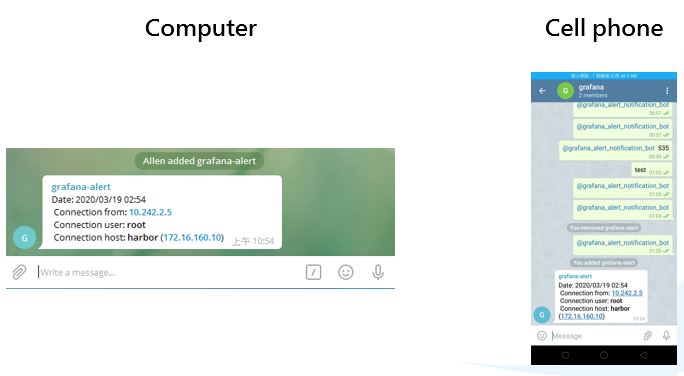 Computer
Cell phone
Allen added grafana-alert
grafana-alert
Date: 2020/03/19 02:54
Connection from: 10.242.2.5
Connection user: root
Connection host: harbor (172.16.160.10)
上午 10:54
G
Write a message...
G
grafana
2 members
@grafana_alert_notification_bot
00:57
@grafana_alert_notification_bot
00:57
@grafana_alert_notification_bot 535
00:59
test 01:02
@grafana_alert_notification_bot
01:03
@grafana_alert_notification_bot
01:04
You removed grafana-alert
@grafana_alert_notification_bot
01:20
You added grafana-alert
grafana-alert
Date: 2020/03/19 02:54
Connection from: 10.242.2.5
Connection user: root
Connection host: harbor
(172.16.160.10)
10:54
G
Message